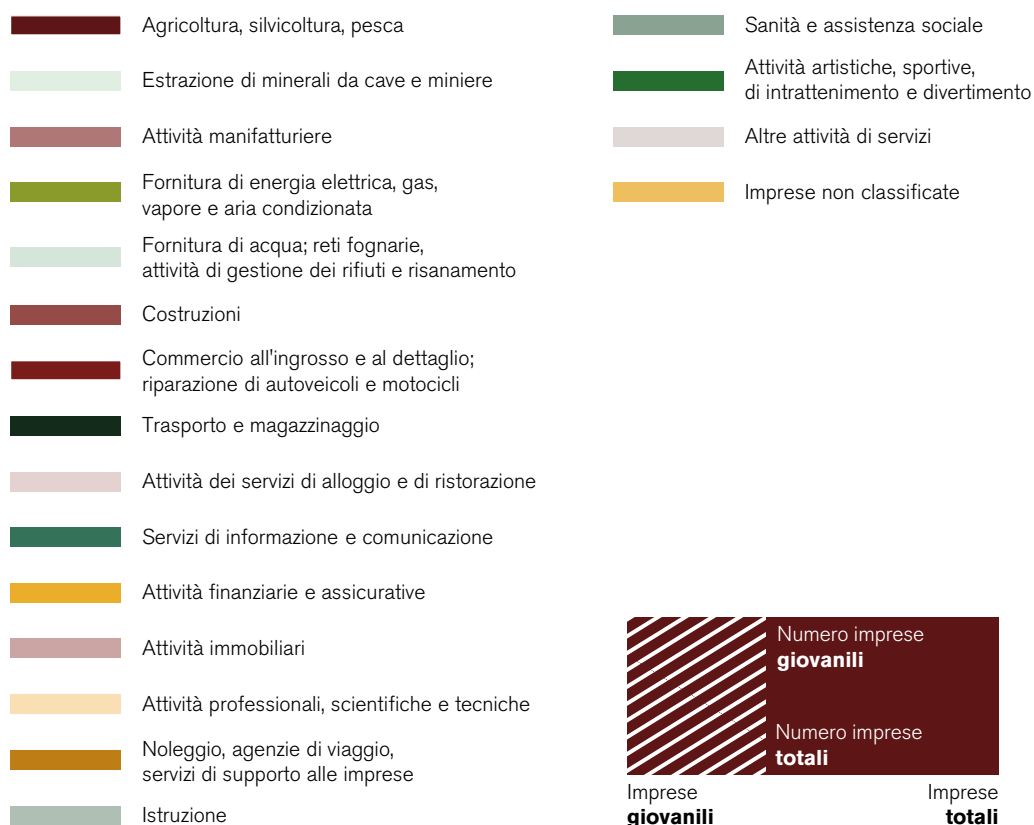 Agricoltura, silvicoltura, pesca
Estrazione di minerali da cave e miniere
Attività manifatturiere
Fornitura di energia elettrica, gas,
vapore e aria condizionata
Fornitura di acqua; reti fognarie,
attività di gestione dei rifiuti e risanamento
Costruzioni
Commercio all'ingrosso e al dettaglio;
riparazione di autoveicoli e motocicli
Trasporto e magazzinaggio
Attività dei servizi di alloggio e di ristorazione
Servizi di informazione e comunicazione
Attività finanziarie e assicurative
Attività immobiliari
Attività professionali, scientifiche e tecniche
Noleggio, agenzie di viaggio,
servizi di supporto alle imprese
Istruzione
Sanità e assistenza sociale
Attività artistiche, sportive,
di intrattenimento e divertimento
Altre attività di servizi
Imprese non classificate
Numero imprese
giovanili
Numero imprese
totali
Imprese
giovanili
Imprese
totali